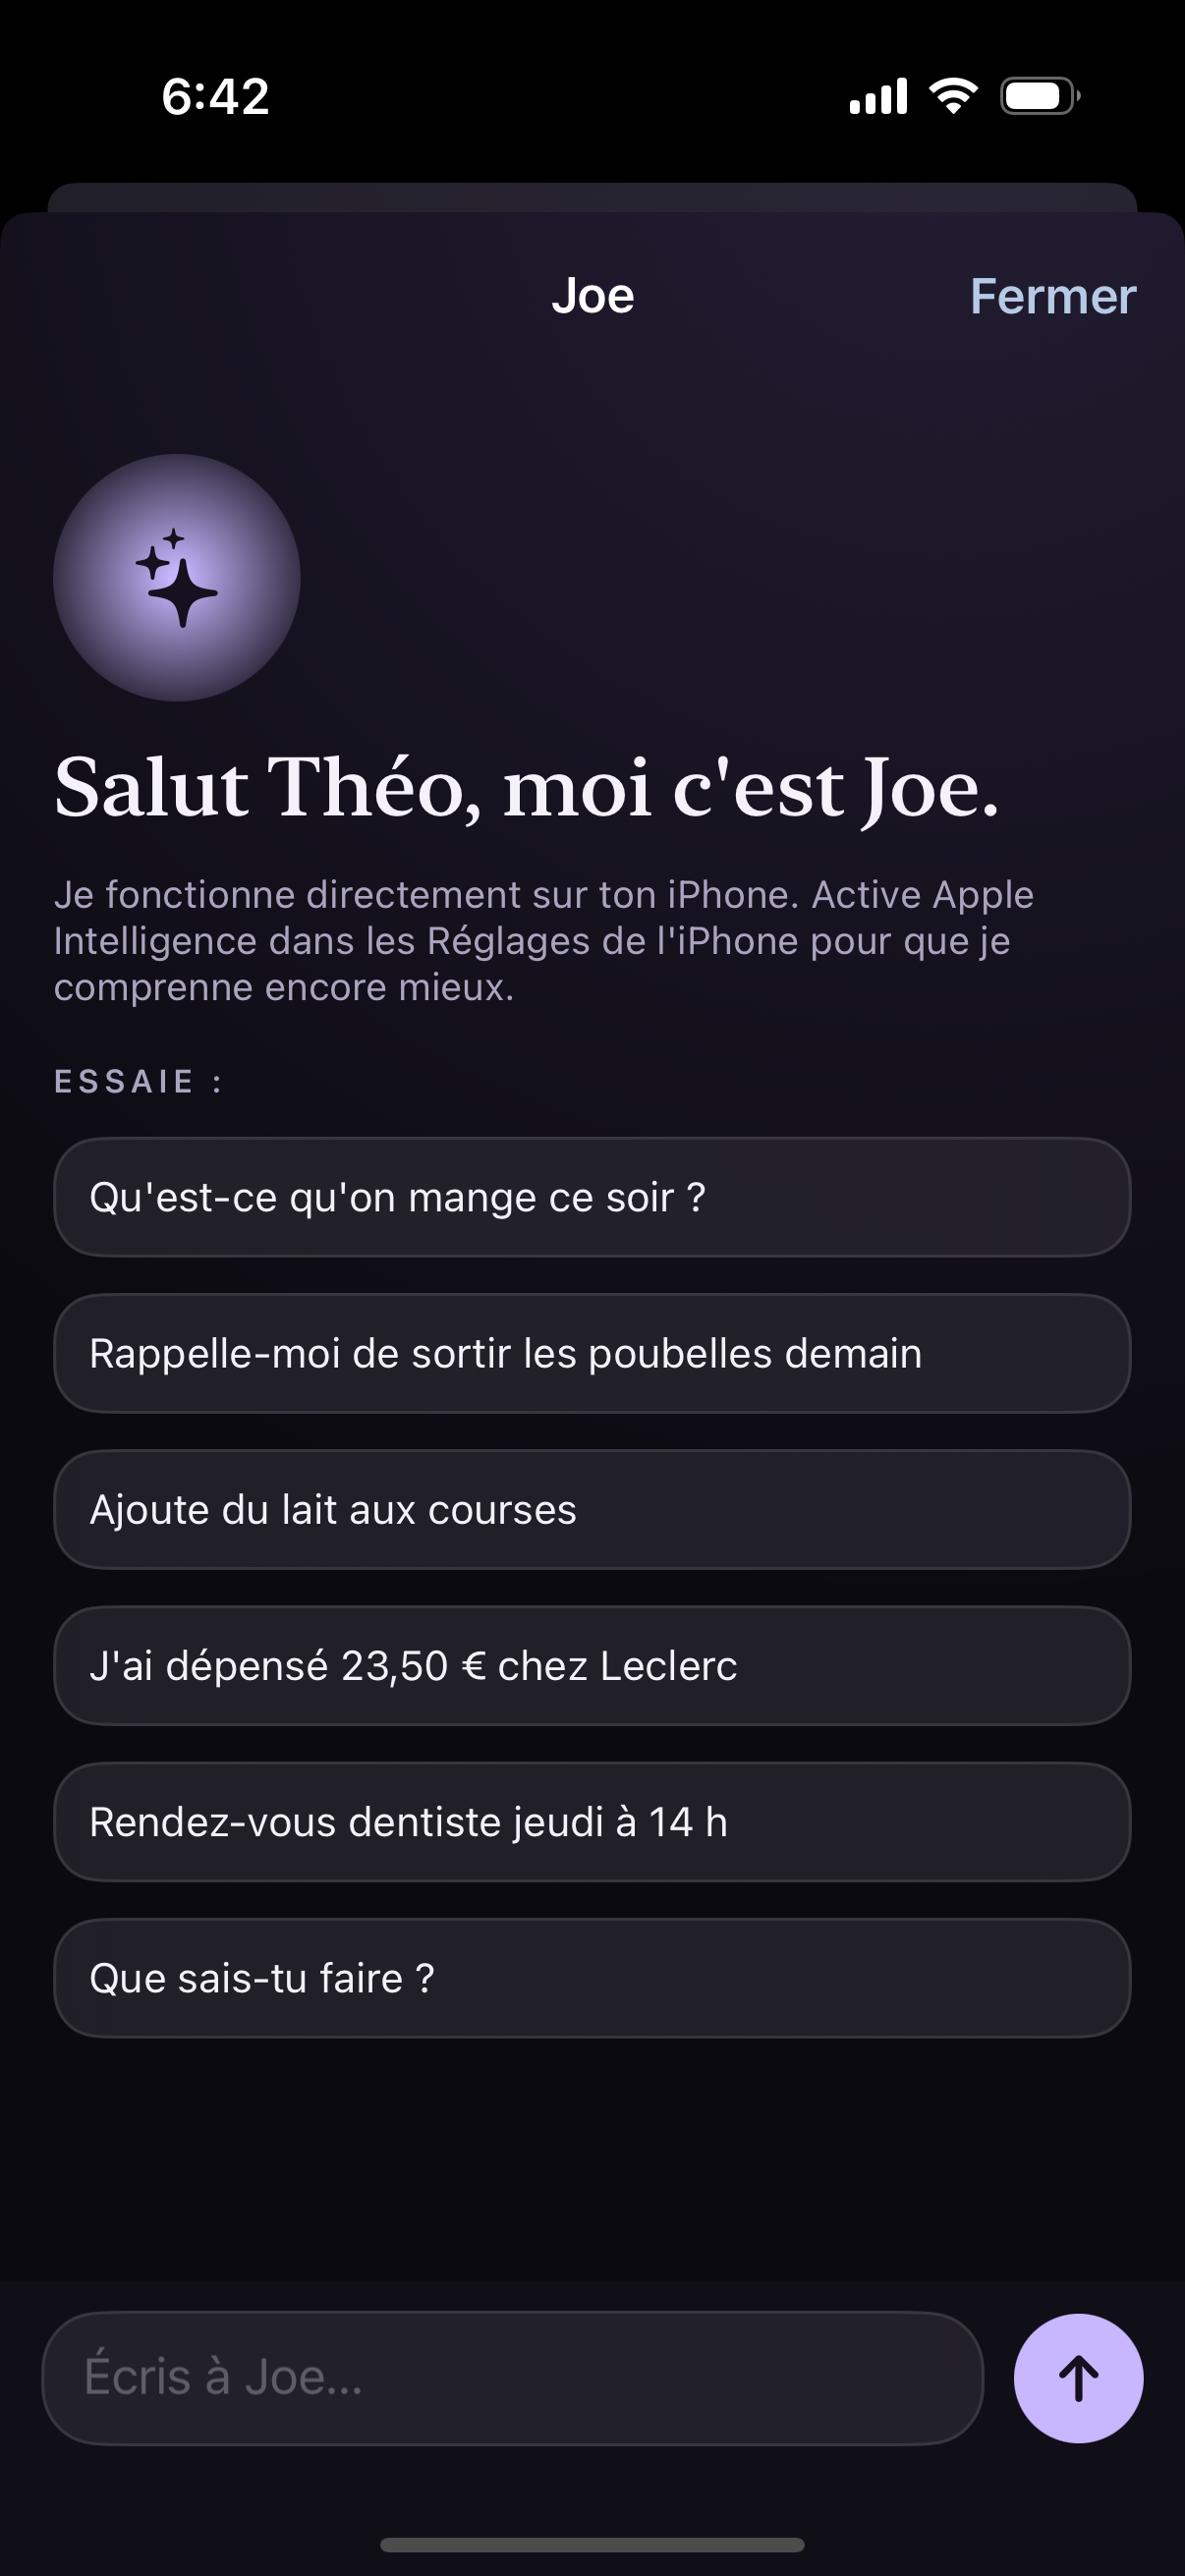 6:42
Joe
Fermer
Salut Théo, moi c'est Joe.
Je fonctionne directement sur ton iPhone. Active Apple
Intelligence dans les Réglages de l'iPhone pour que je
comprenne encore mieux.
ESSAIE :
Qu'est-ce qu'on mange ce soir ?
Rappelle-moi de sortir les poubelles demain
Ajoute du lait aux courses
J'ai dépensé 23,50 € chez Leclerc
Rendez-vous dentiste jeudi à 14 h
Que sais-tu faire ?
Écris à Joe...